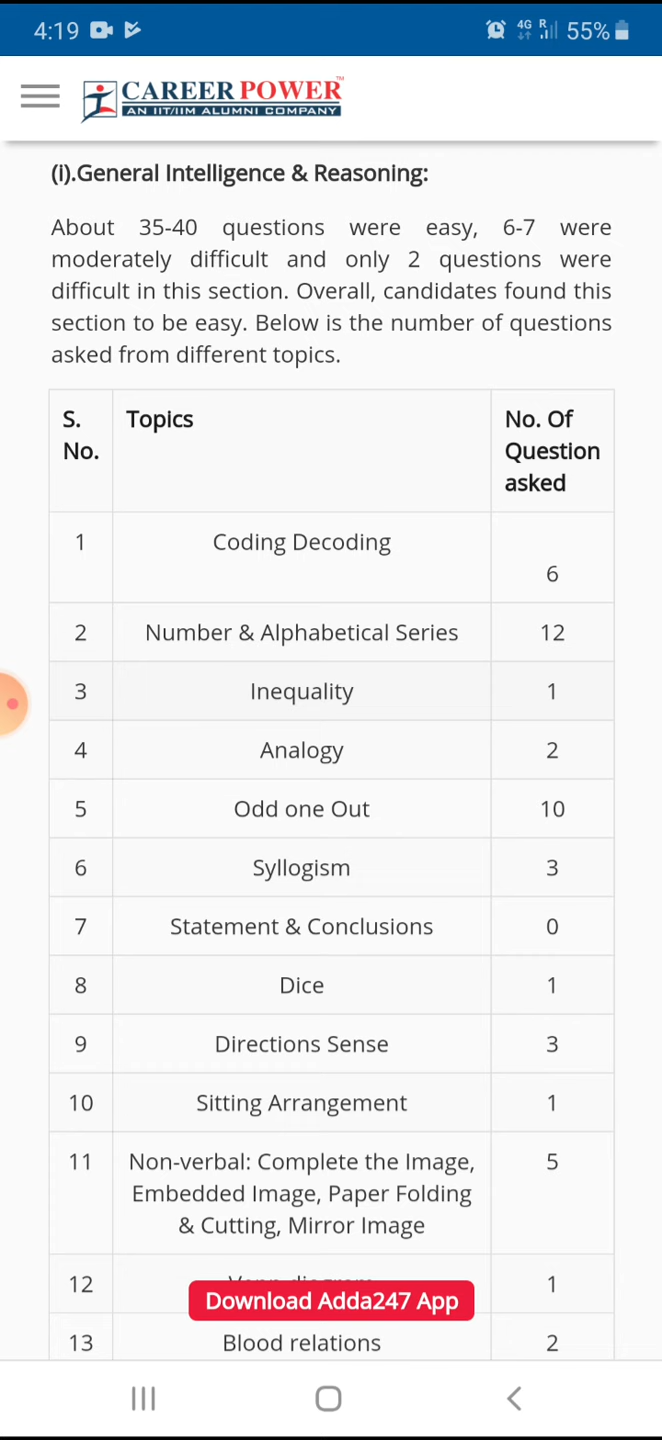 4:19
4G R 55%
CAREER POWER TM
AN IIT/IIM ALUMNI COMPANY
(i).General Intelligence & Reasoning:
About 35-40 questions were easy, 6-7 were
moderately difficult and only 2 questions were
difficult in this section. Overall, candidates found this
section to be easy. Below is the number of questions
asked from different topics.
S. No. Topics No. Of Question asked
1 Coding Decoding 6
2 Number & Alphabetical Series 12
3 Inequality 1
4 Analogy 2
5 Odd one Out 10
6 Syllogism 3
7 Statement & Conclusions 0
8 Dice 1
9 Directions Sense 3
10 Sitting Arrangement 1
11 Non-verbal: Complete the Image, 5
Embedded Image, Paper Folding
& Cutting, Mirror Image
12 1
Download Adda247 App
13 Blood relations 2